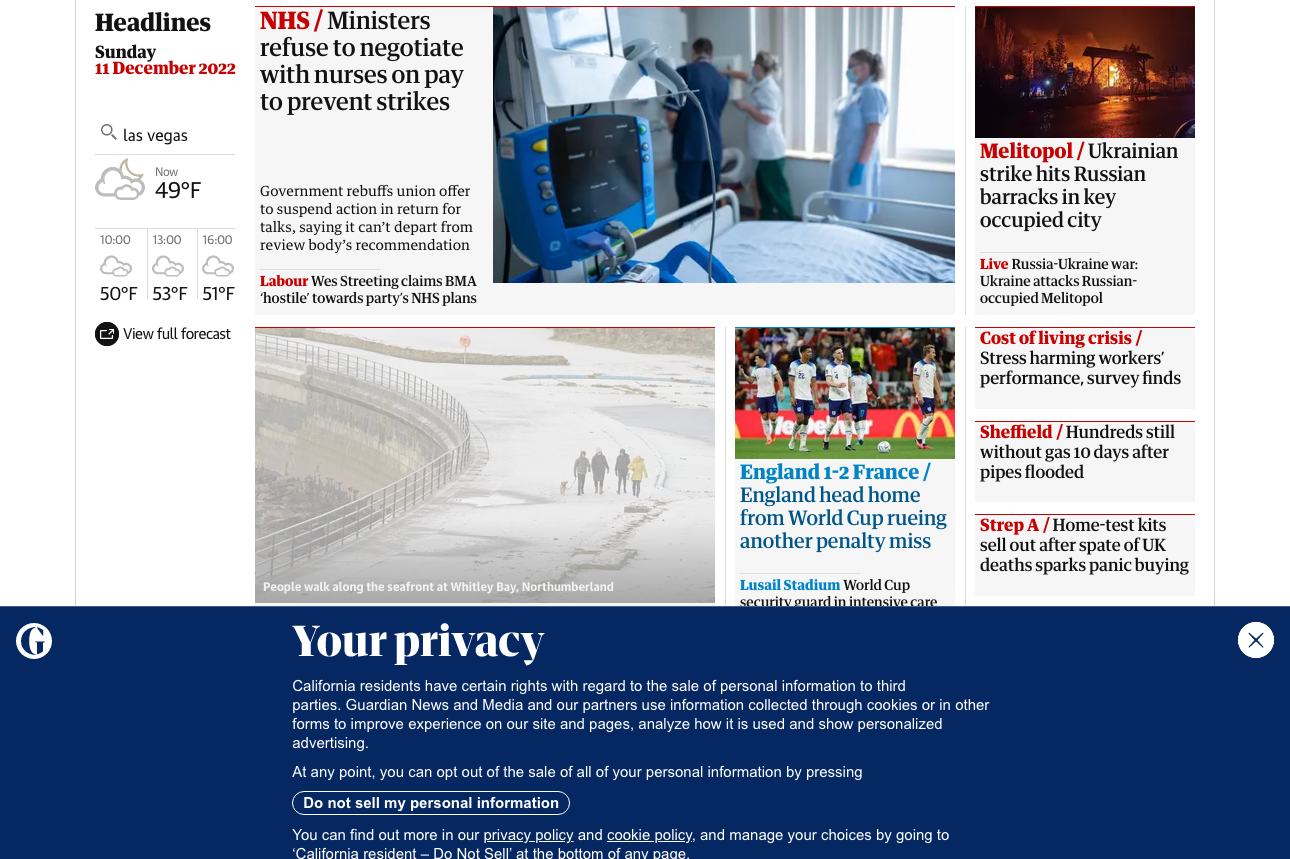 Headlines
Sunday
11 December 2022
las vegas
Now
49°F
10:00
50°F
13:00
53°F
16:00
51°F
View full forecast
NHS / Ministers
refuse to negotiate
with nurses on pay
to prevent strikes
Government rebuffs union offer
to suspend action in return for
talks, saying it can’t depart from
review body’s recommendation
Labour Wes Streeting claims BMA
‘hostile’ towards party’s NHS plans
Melitopol / Ukrainian
strike hits Russian
barracks in key
occupied city
Live Russia-Ukraine war:
Ukraine attacks Russian-
occupied Melitopol
People walk along the seafront at Whitley Bay, Northumberland
England 1-2 France /
England head home
from World Cup rueing
another penalty miss
Lusail Stadium World Cup
security guard in intensive care
Cost of living crisis /
Stress harming workers’
performance, survey finds
Sheffield / Hundreds still
without gas 10 days after
pipes flooded
Strep A / Home-test kits
sell out after spate of UK
deaths sparks panic buying
Your privacy
California residents have certain rights with regard to the sale of personal information to third
parties. Guardian News and Media and our partners use information collected through cookies or in other
forms to improve experience on our site and pages, analyze how it is used and show personalized
advertising.
At any point, you can opt out of the sale of all of your personal information by pressing
Do not sell my personal information
You can find out more in our privacy policy and cookie policy, and manage your choices by going to
‘California resident – Do Not Sell’ at the bottom of any page.